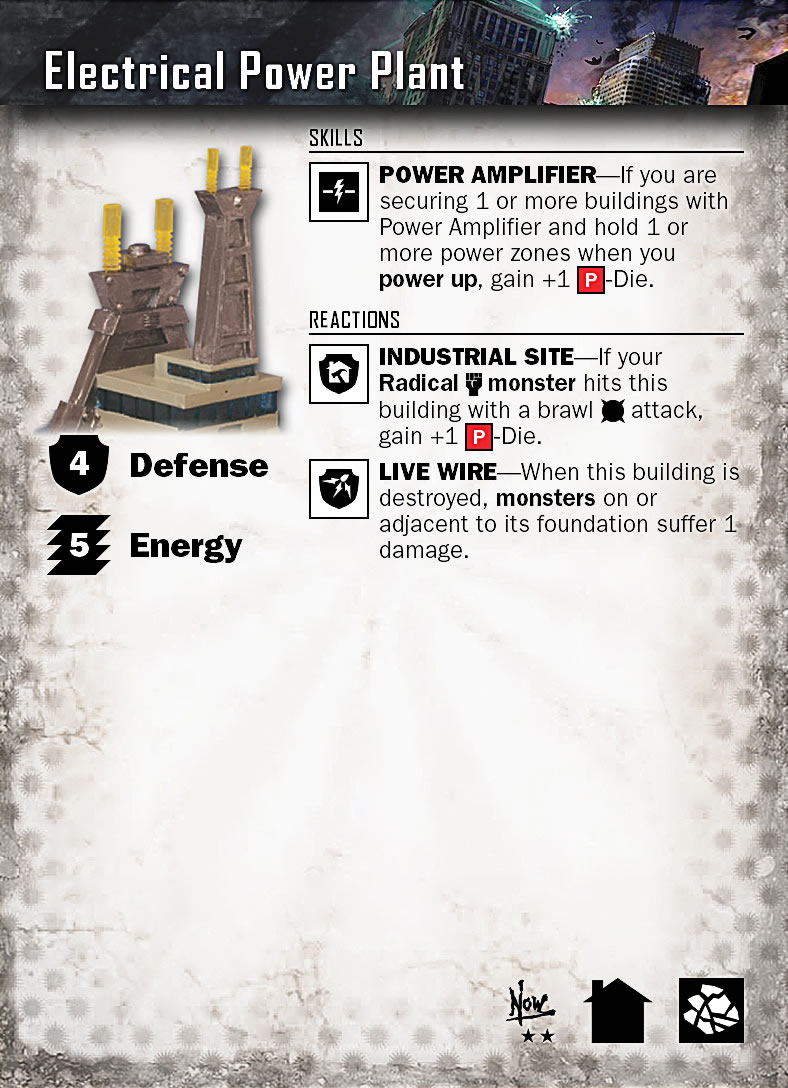 Electrical Power Plant
SKILLS
POWER AMPLIFIER—If you are
securing 1 or more buildings with
Power Amplifier and hold 1 or
more power zones when you
power up, gain +1 P-Die.
REACTIONS
INDUSTRIAL SITE—If your
Radical monster hits this
building with a brawl attack,
gain +1 P-Die.
LIVE WIRE—When this building is
destroyed, monsters on or
adjacent to its foundation suffer 1
damage.
4 Defense
5 Energy
Now